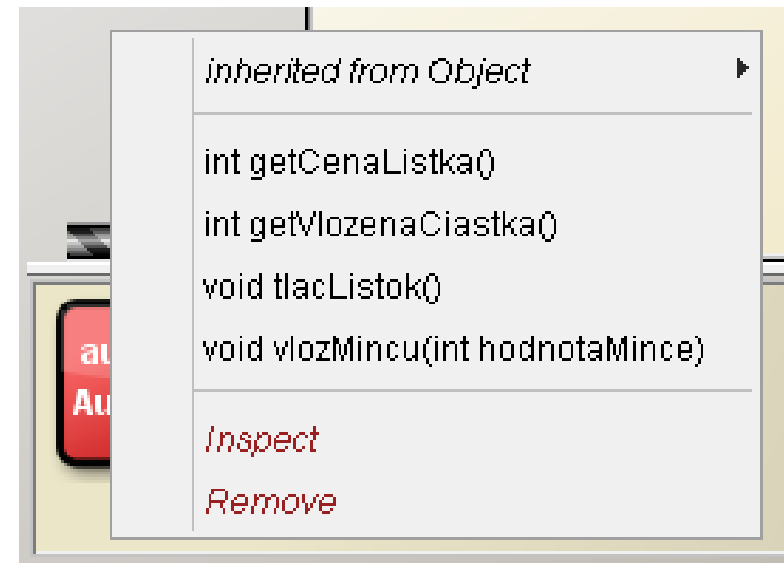 inherited from Object
int getCenaListka()
int getVlozenaCiastka()
void tlacListok()
void vlozMincu(int hodnotaMince)
Inspect
Remove